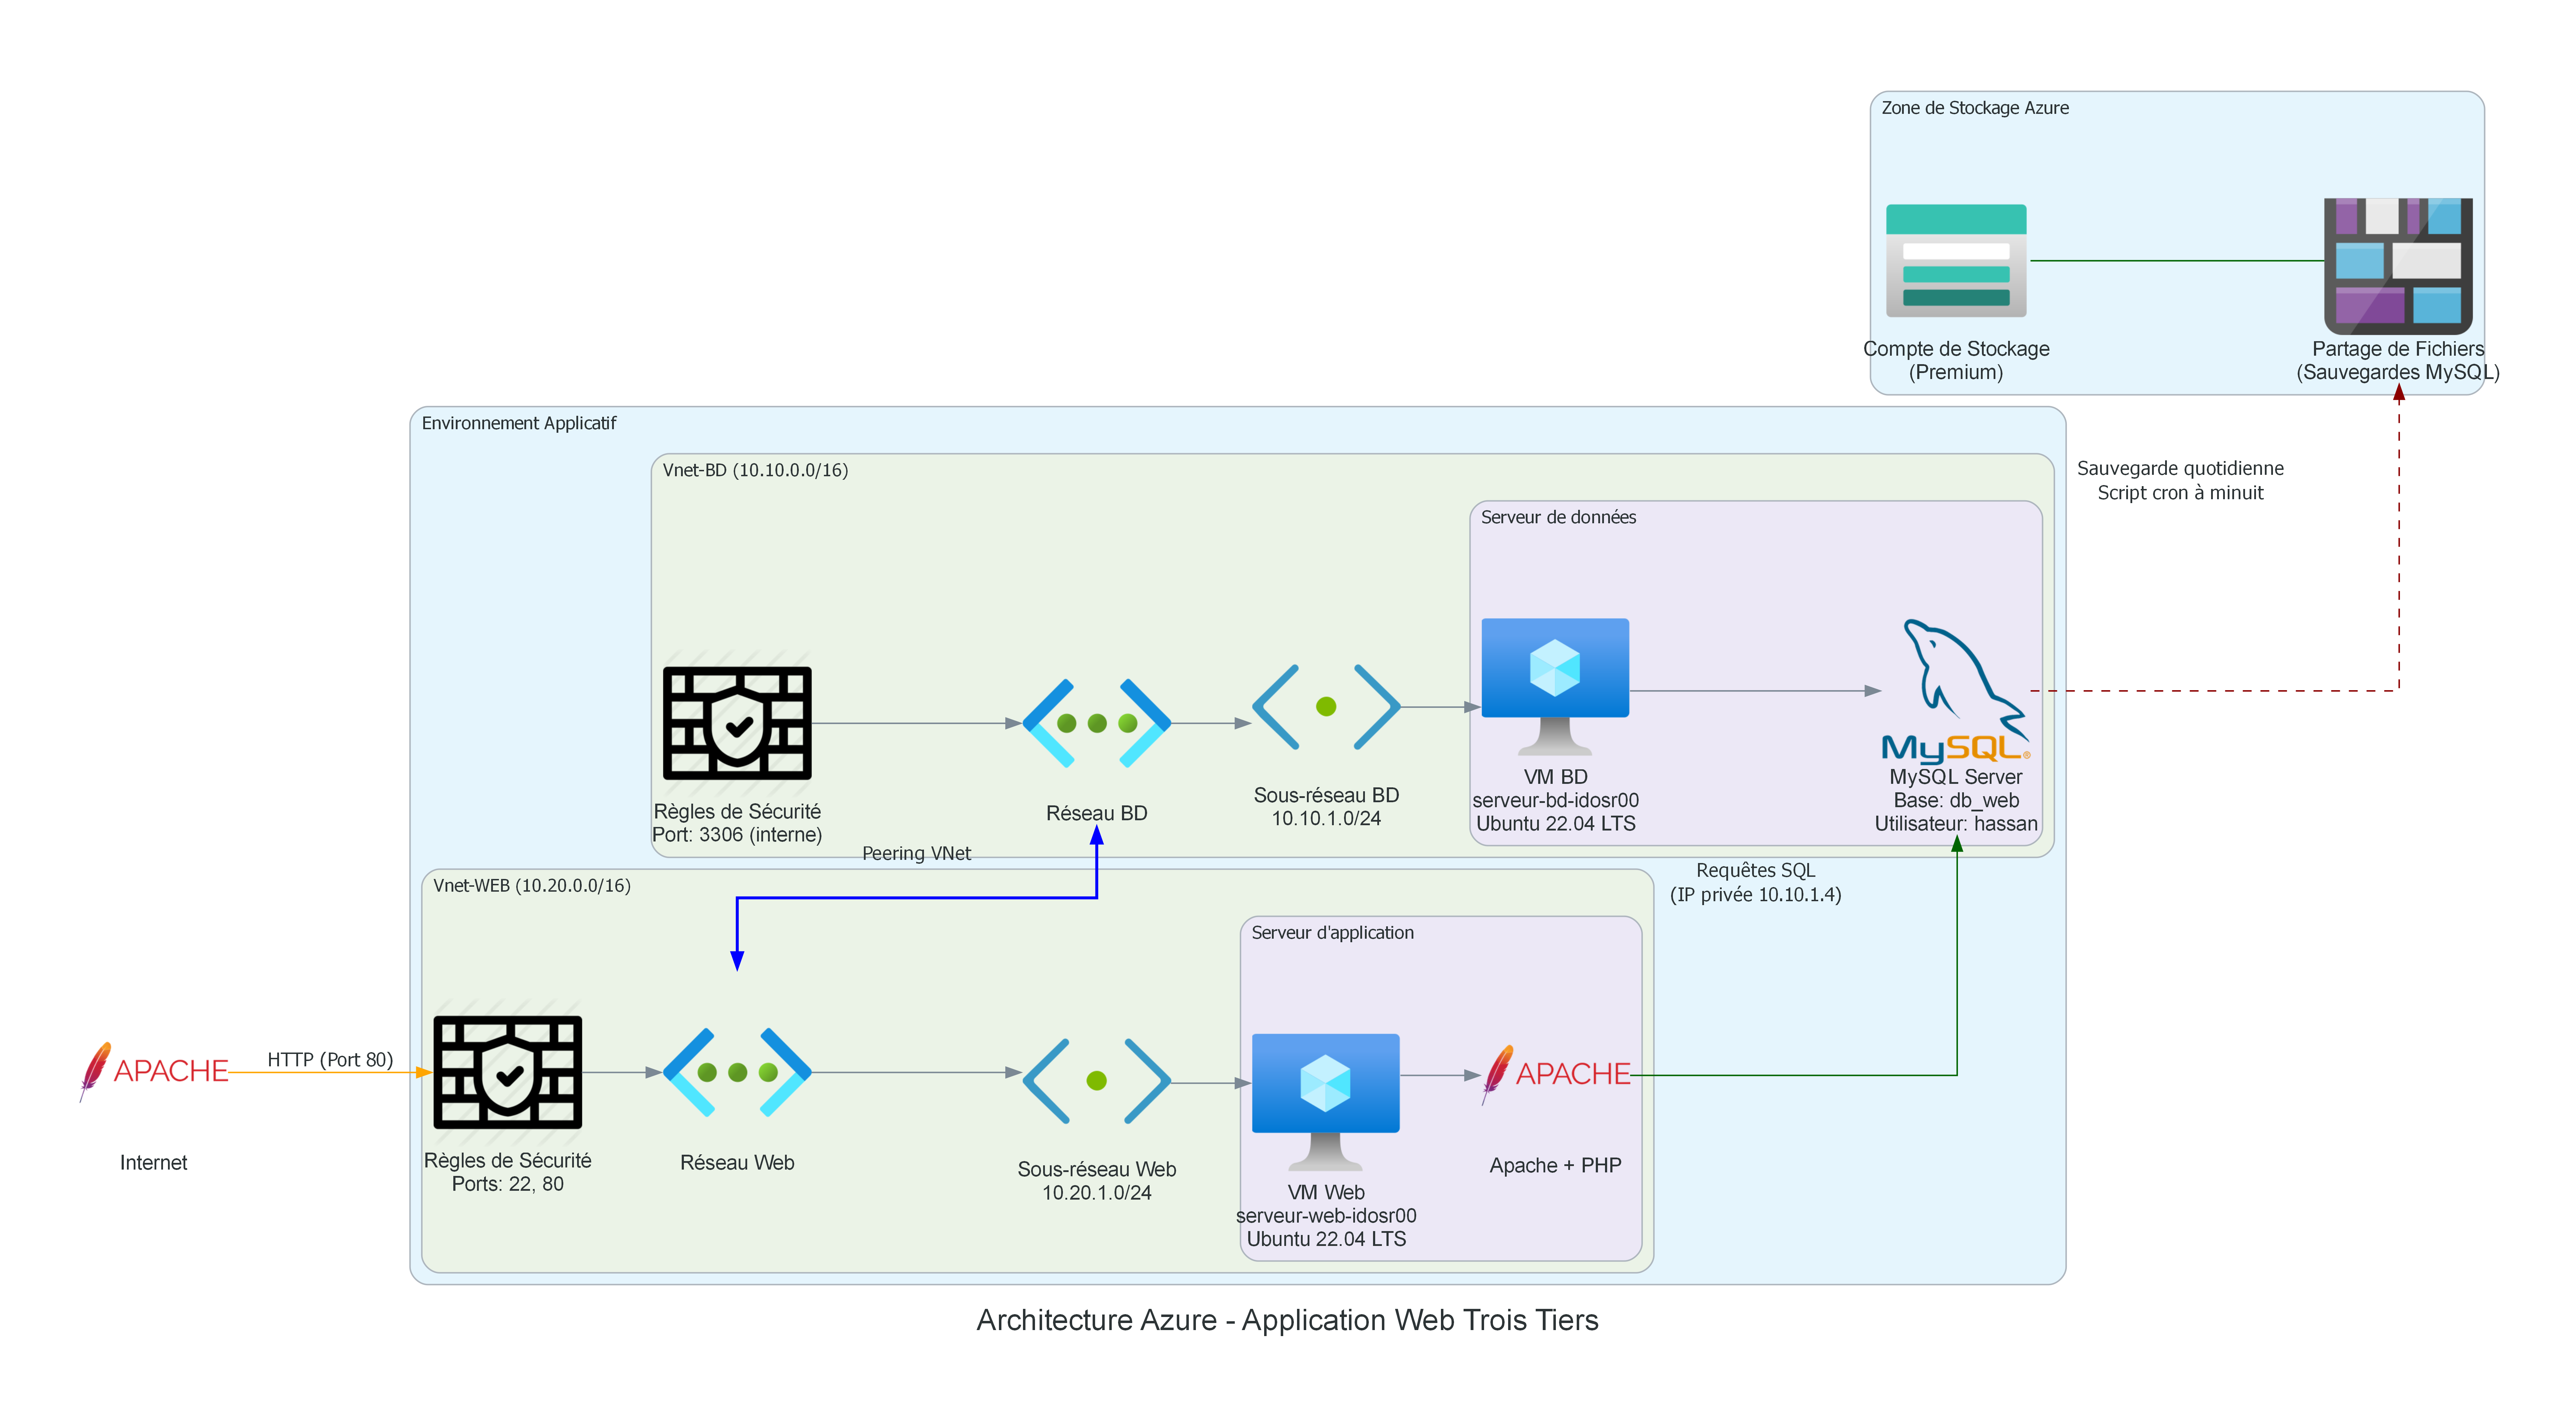 Zone de Stockage Azure
Compte de Stockage
(Premium)
Partage de Fichiers
(Sauvegardes MySQL)
Environnement Applicatif
Vnet-BD (10.10.0.0/16)
Sauvegarde quotidienne
Script cron à minuit
Serveur de données
MySQL®
Règles de Sécurité
Port: 3306 (interne)
Réseau BD
Sous-réseau BD
10.10.1.0/24
VM BD
serveur-bd-idosr00
Ubuntu 22.04 LTS
MySQL Server
Base: db_web
Utilisateur: hassan
Peering VNet
Requêtes SQL
(IP privée 10.10.1.4)
Vnet-WEB (10.20.0.0/16)
Serveur d'application
APACHE
Internet
HTTP (Port 80)
Règles de Sécurité
Ports: 22, 80
Réseau Web
Sous-réseau Web
10.20.1.0/24
VM Web
serveur-web-idosr00
Ubuntu 22.04 LTS
APACHE
Apache + PHP
Architecture Azure - Application Web Trois Tiers